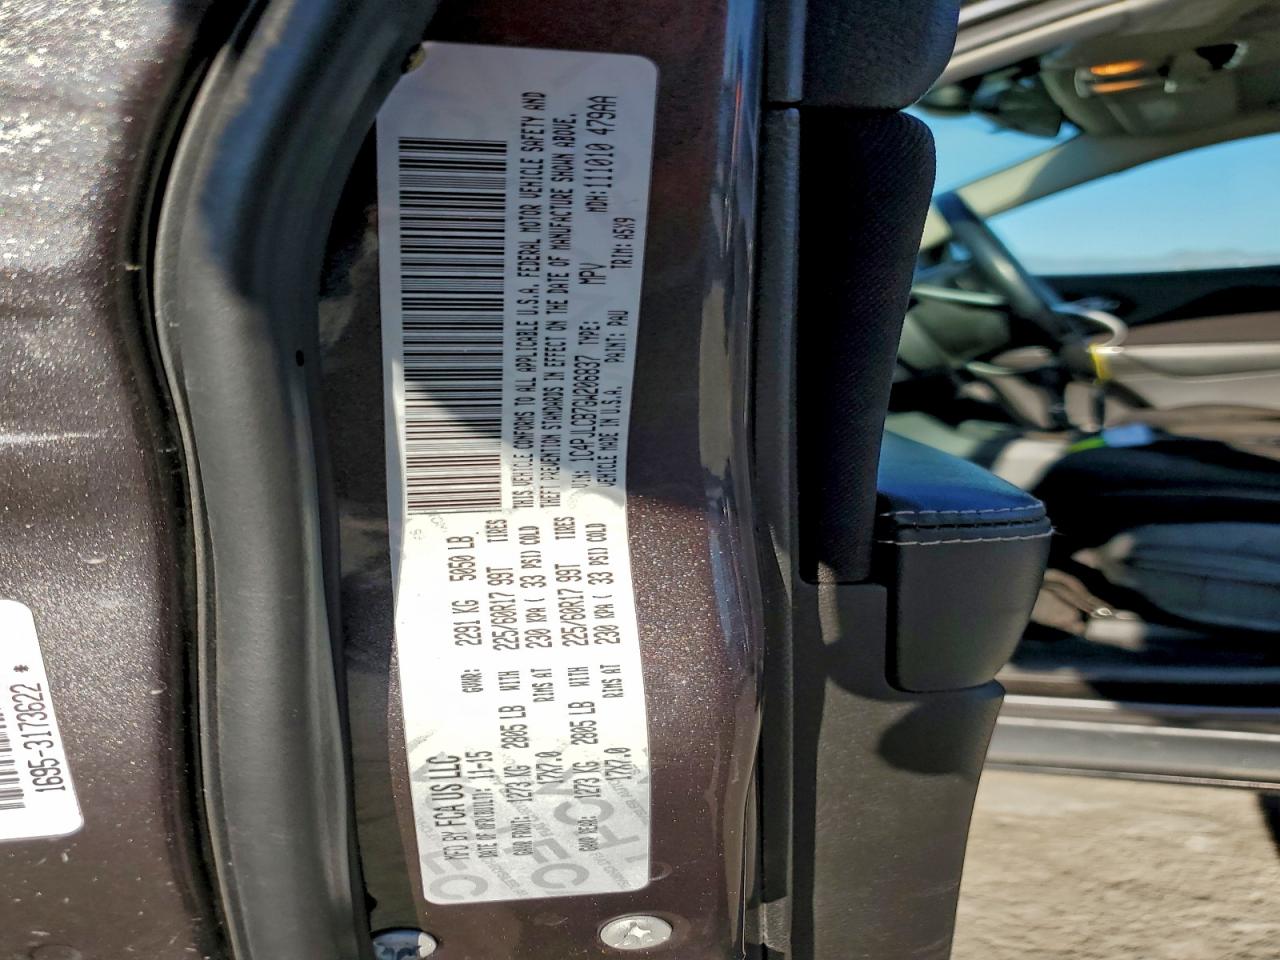 MFD BY FCA US LLC
DATE OF MFR/BUILT: 11-15 GVWR: 2291 KG 5050 LB
GAWR FRONT: 1273 KG 2805 LB WITH 225/60R17 99T TIRES
17X7.0 RIMS AT 230 KPA ( 33 PSI) COLD
GAWR REAR: 1273 KG 2805 LB WITH 225/60R17 99T TIRES
17X7.0 RIMS AT 230 KPA ( 33 PSI) COLD
THIS VEHICLE CONFORMS TO ALL APPLICABLE U.S.A. FEDERAL MOTOR VEHICLE SAFETY AND
THEFT PREVENTION STANDARDS IN EFFECT ON THE DATE OF MANUFACTURE SHOWN ABOVE.
VIN: 1C4PJLCB7GW206837 TYPE: MPV MDH: 111010 479AA
VEHICLE MADE IN U.S.A. PAINT: PAU TRIM: A5X9
1695-3173622 *